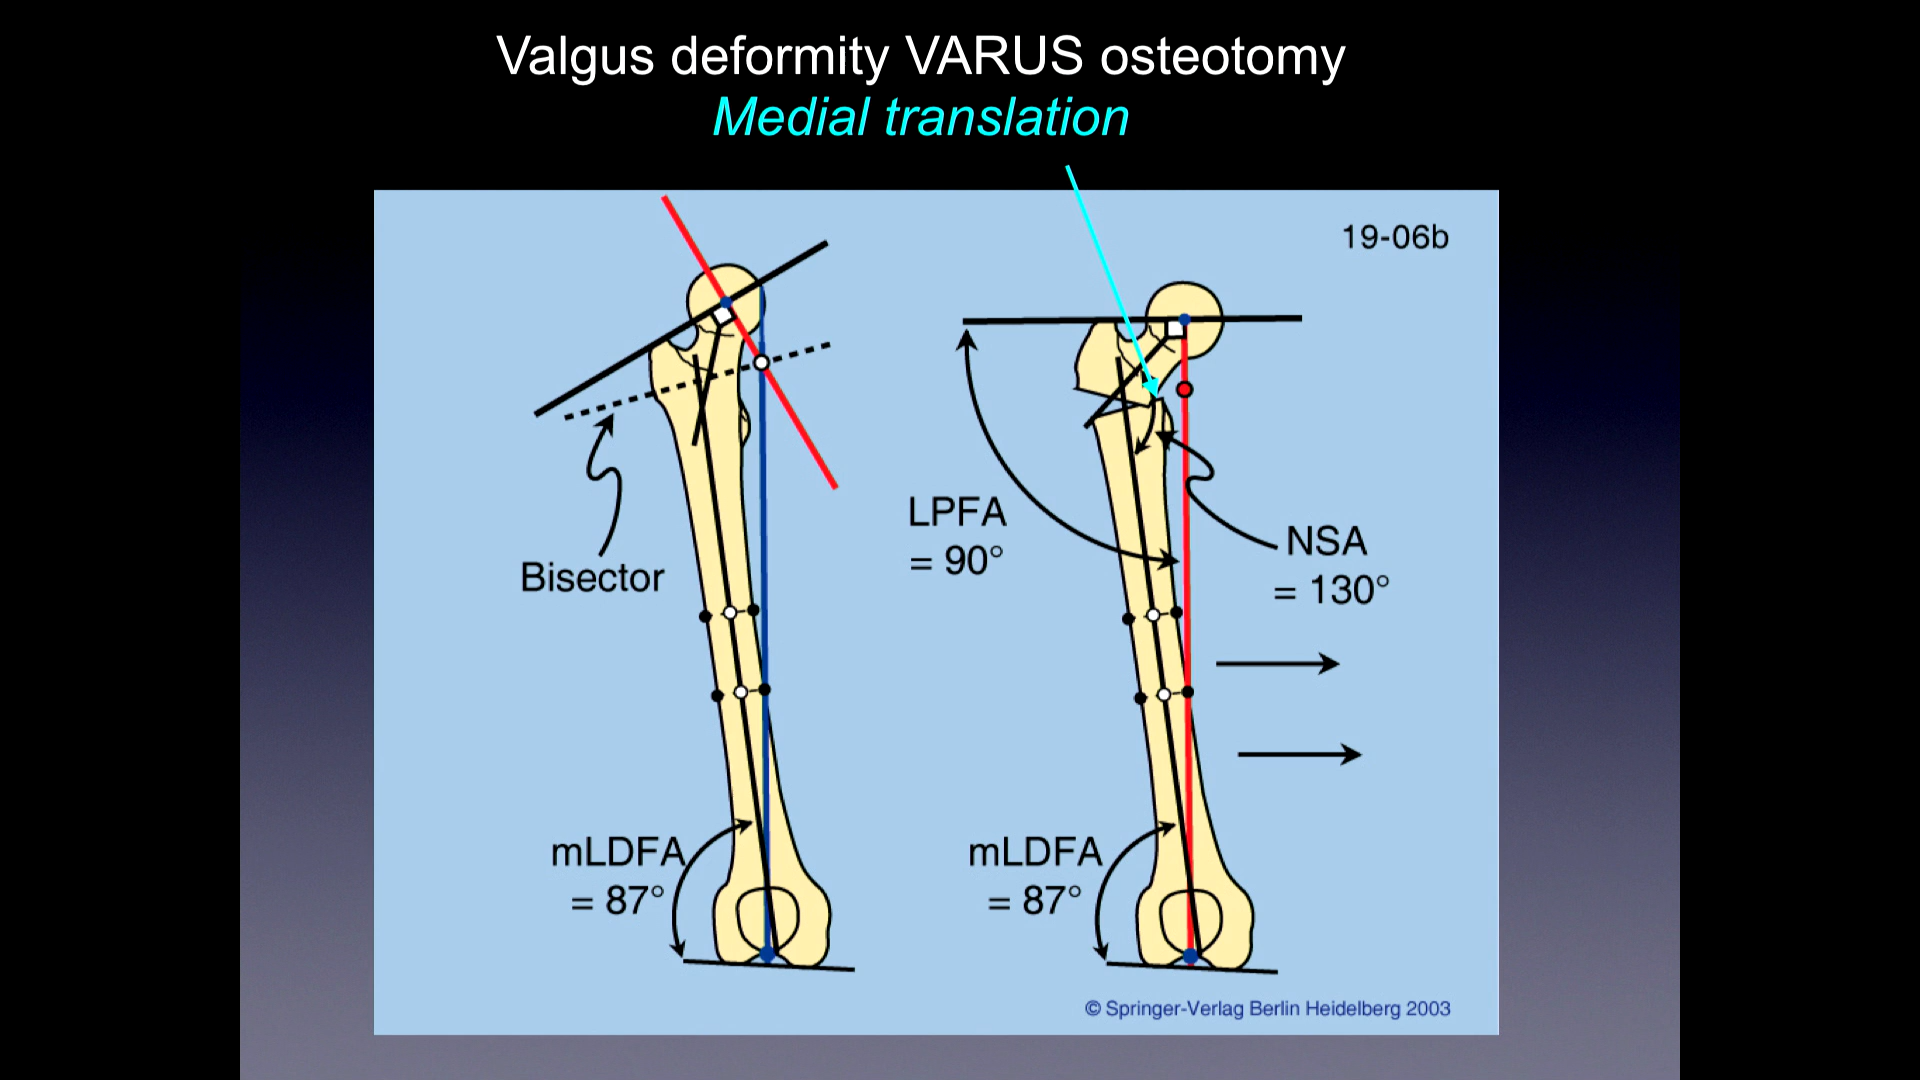 Valgus deformity VARUS osteotomy
Medial translation
19-06b
Bisector
LPFA
= 90°
NSA
= 130°
mLDFA
= 87°
mLDFA
= 87°
© Springer-Verlag Berlin Heidelberg 2003